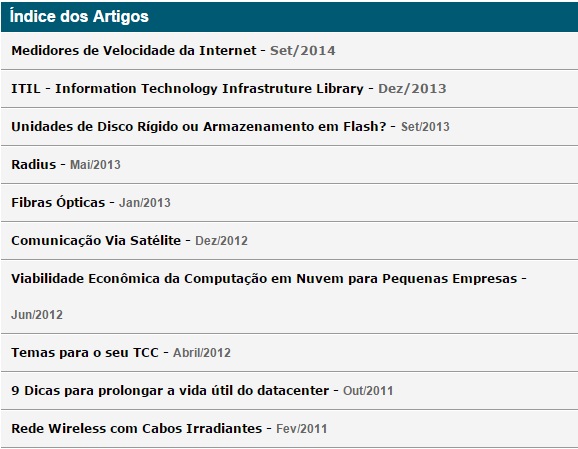 Índice dos Artigos
Medidores de Velocidade da Internet - Set/2014
ITIL - Information Technology Infrastruture Library - Dez/2013
Unidades de Disco Rígido ou Armazenamento em Flash? - Set/2013
Radius - Mai/2013
Fibras Ópticas - Jan/2013
Comunicação Via Satélite - Dez/2012
Viabilidade Econômica da Computação em Nuvem para Pequenas Empresas -
Jun/2012
Temas para o seu TCC - Abril/2012
9 Dicas para prolongar a vida útil do datacenter - Out/2011
Rede Wireless com Cabos Irradiantes - Fev/2011